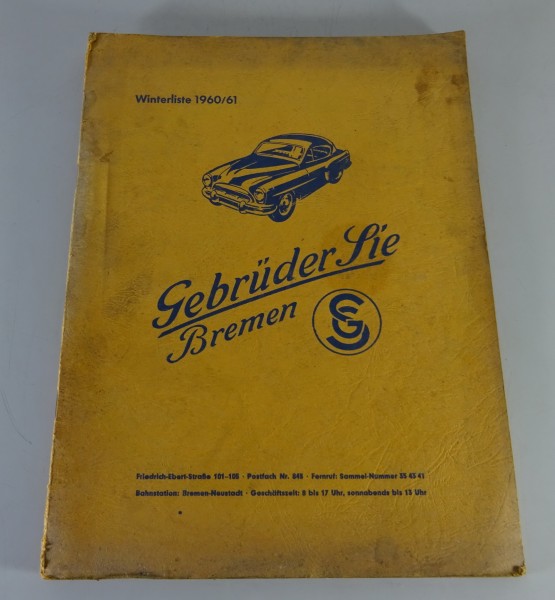 Winterliste 1960/61
Gebrüder Sie
Bremen
GS
Friedrich-Ebert-Straße 101-105 · Postfach Nr. 848 · Fernruf: Sammel-Nummer 55 45 41
Bahnstation: Bremen-Neustadt · Geschäftszeit: 8 bis 17 Uhr, sonnabends bis 13 Uhr